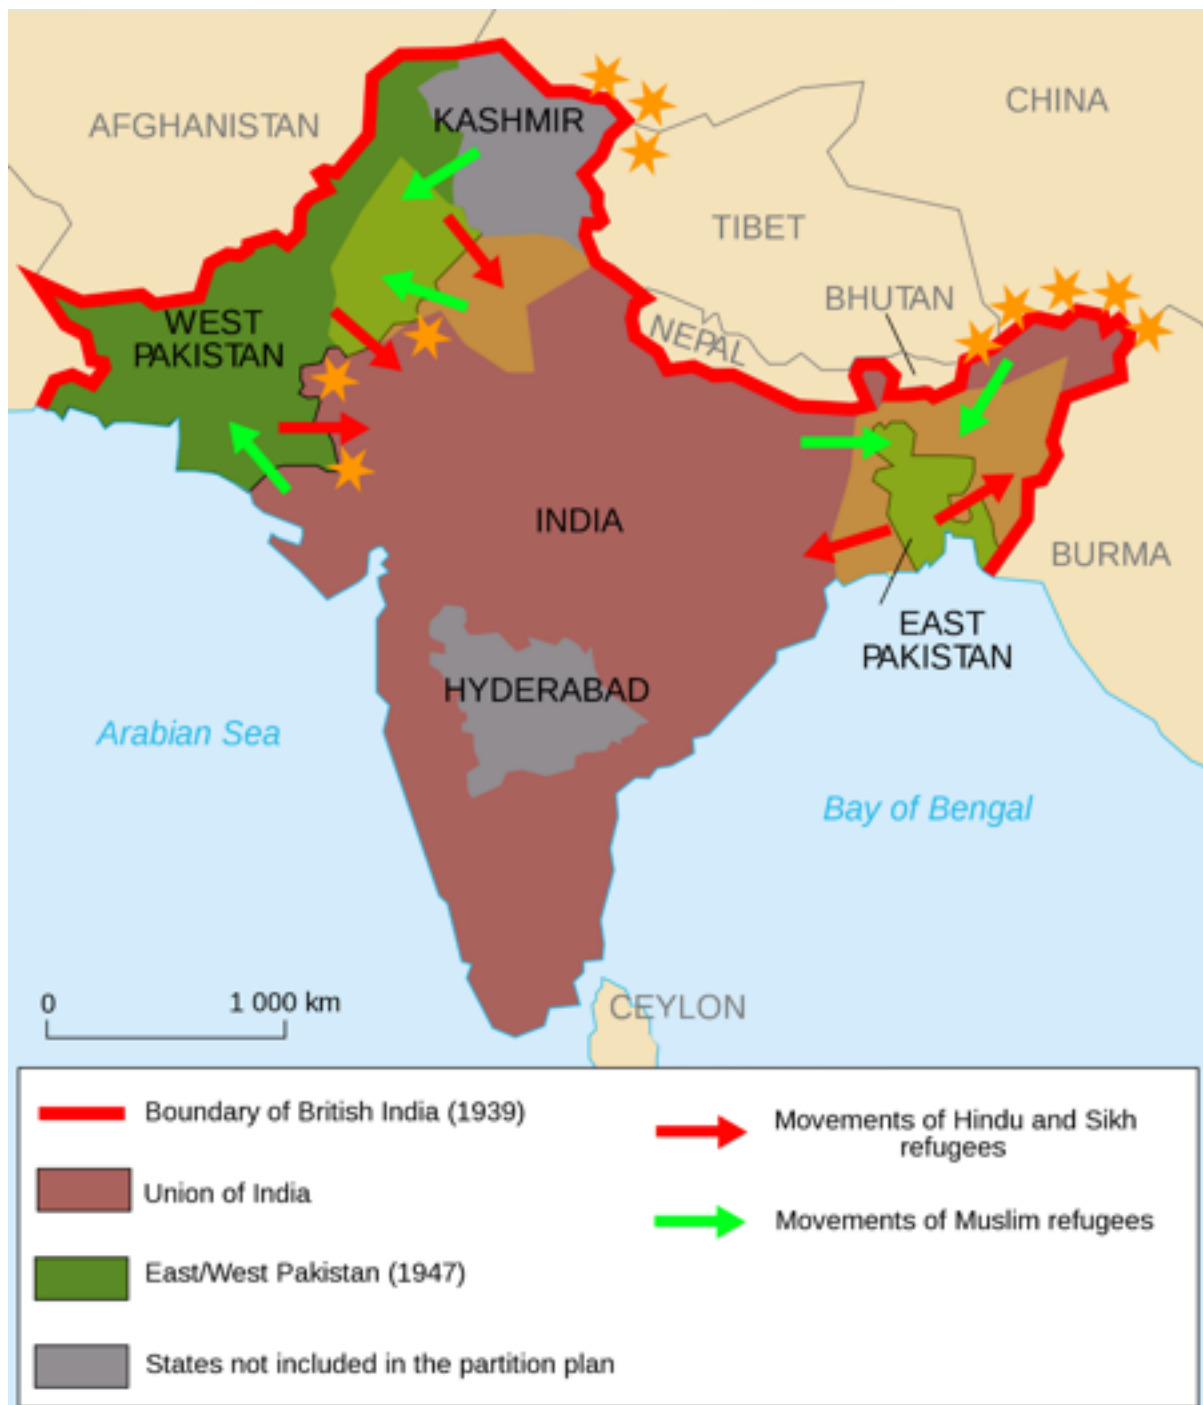 CHINA
AFGHANISTAN
KASHMIR
TIBET
BHUTAN
WEST
PAKISTAN
NEPAL
INDIA
BURMA
EAST
PAKISTAN
HYDERABAD
Arabian Sea
Bay of Bengal
0 1 000 km
CEYLON
Boundary of British India (1939)
Union of India
East/West Pakistan (1947)
States not included in the partition plan
Movements of Hindu and Sikh
refugees
Movements of Muslim refugees